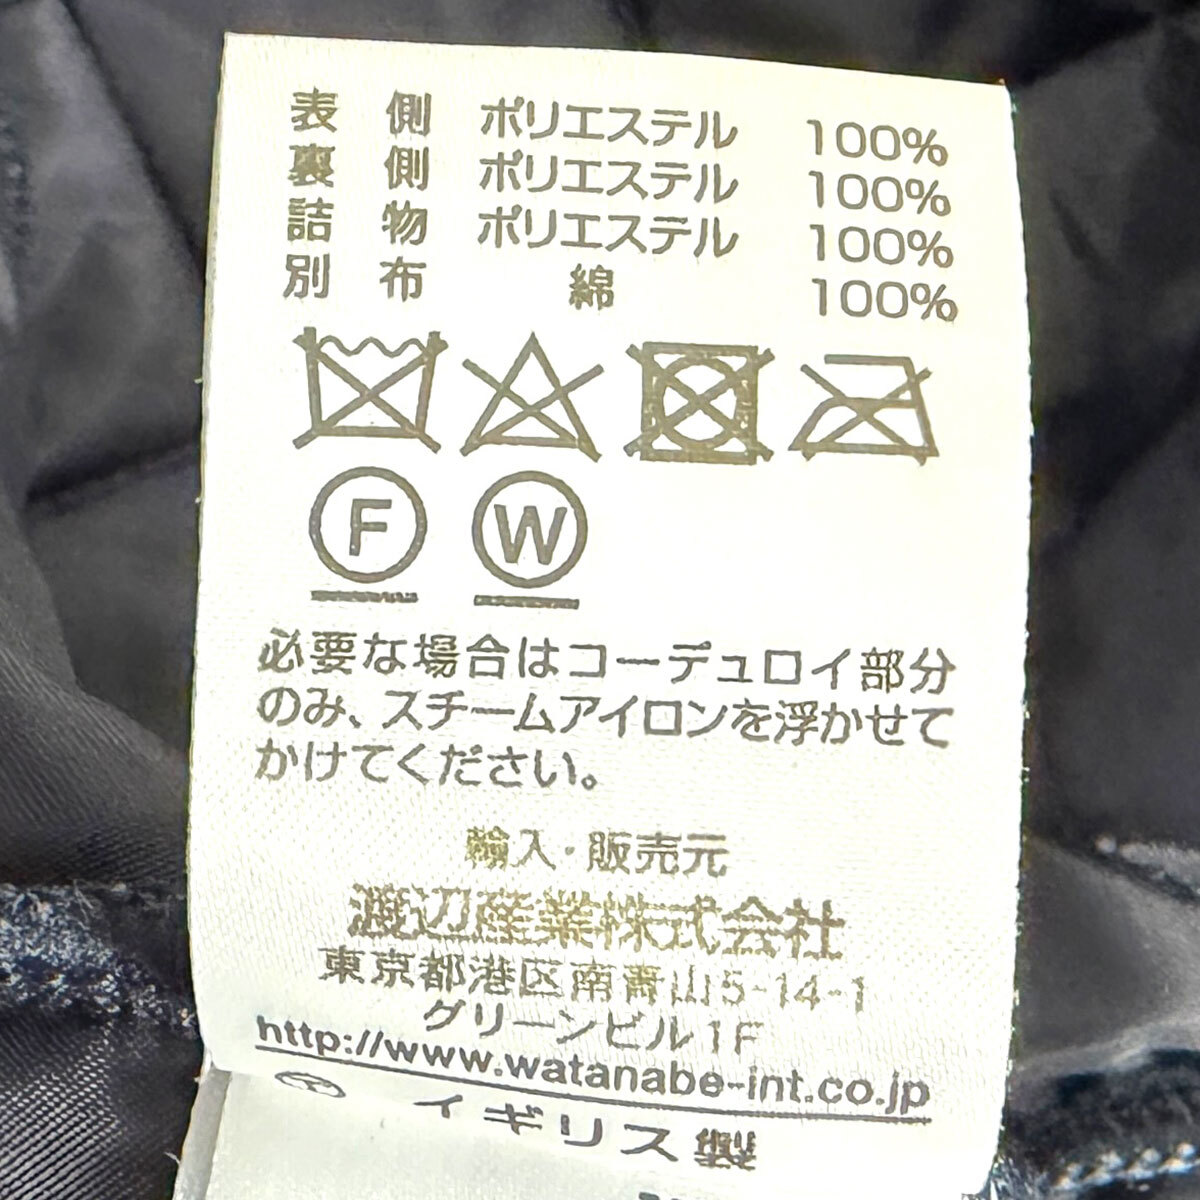 表側 ポリエステル 100%
裏側 ポリエステル 100%
詰物 ポリエステル 100%
別布 綿 100%
F W
必要な場合はコーデュロイ部分
のみ、スチームアイロンを浮かせて
かけてください。
輸入・販売元
渡辺産業株式会社
東京都港区南青山5-14-1
グリーンビル1F
http://www.watanabe-int.co.jp
イギリス製